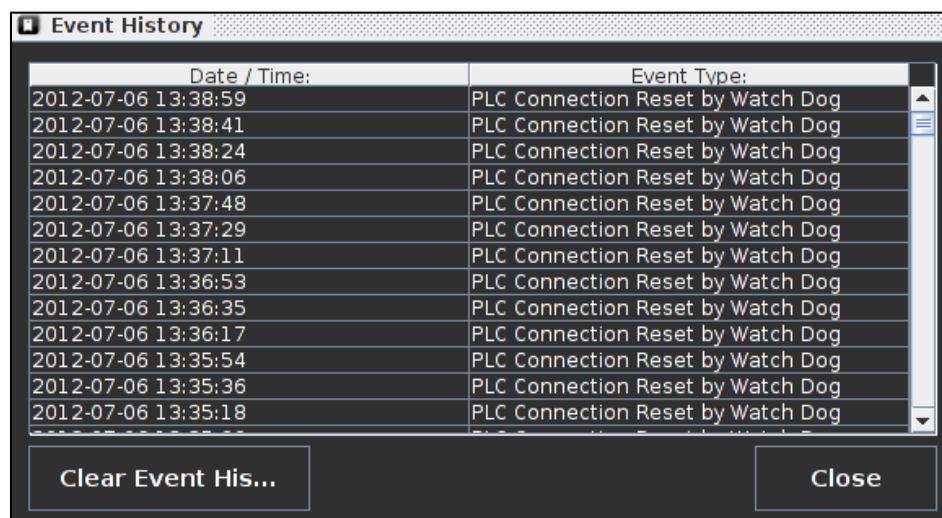 Event History
Date / Time: Event Type:
2012-07-06 13:38:59 PLC Connection Reset by Watch Dog
2012-07-06 13:38:41 PLC Connection Reset by Watch Dog
2012-07-06 13:38:24 PLC Connection Reset by Watch Dog
2012-07-06 13:38:06 PLC Connection Reset by Watch Dog
2012-07-06 13:37:48 PLC Connection Reset by Watch Dog
2012-07-06 13:37:29 PLC Connection Reset by Watch Dog
2012-07-06 13:37:11 PLC Connection Reset by Watch Dog
2012-07-06 13:36:53 PLC Connection Reset by Watch Dog
2012-07-06 13:36:35 PLC Connection Reset by Watch Dog
2012-07-06 13:36:17 PLC Connection Reset by Watch Dog
2012-07-06 13:35:54 PLC Connection Reset by Watch Dog
2012-07-06 13:35:36 PLC Connection Reset by Watch Dog
2012-07-06 13:35:18 PLC Connection Reset by Watch Dog
Clear Event His... Close